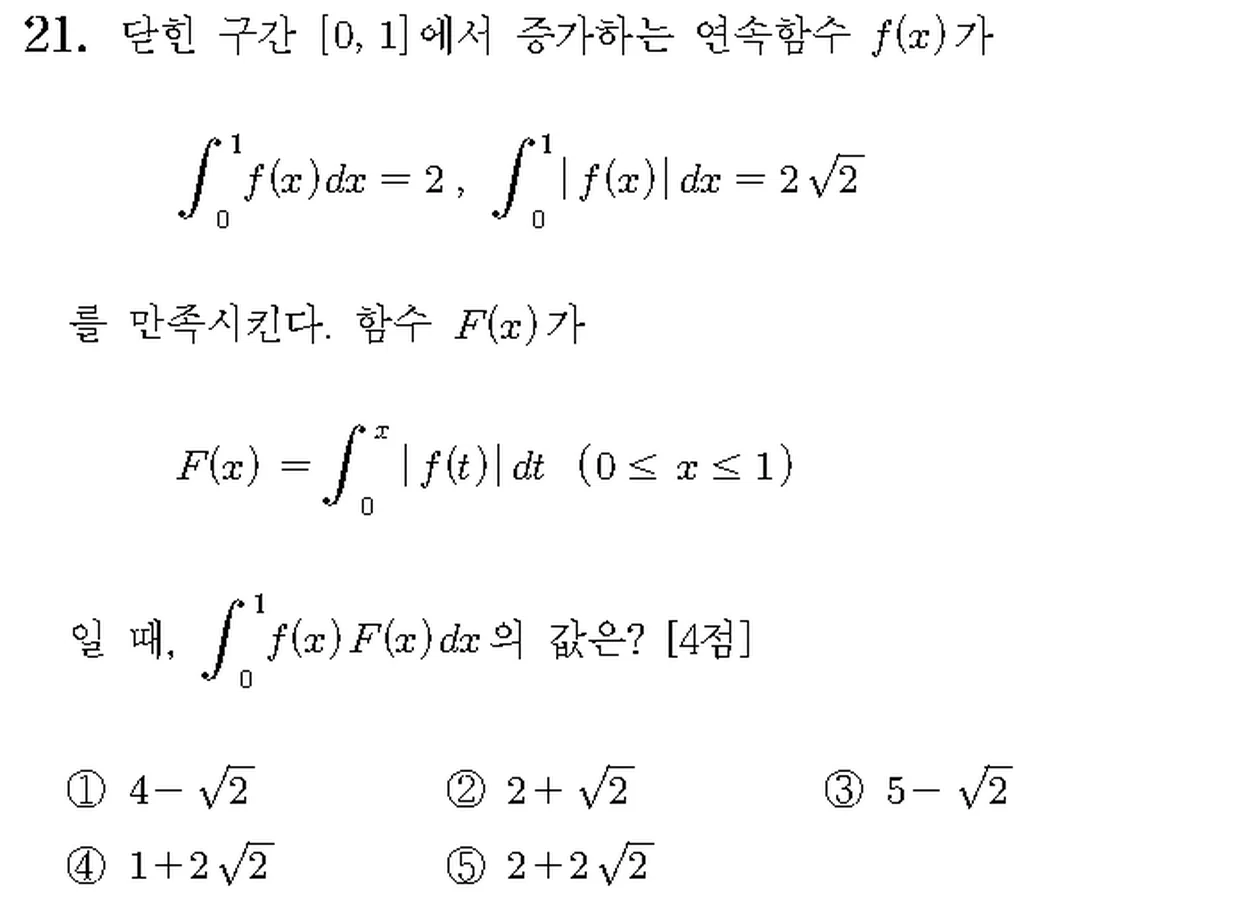 21. 닫힌 구간 [0, 1]에서 증가하는 연속함수 f(x)가
∫₀¹ f(x)dx = 2 , ∫₀¹ |f(x)| dx = 2√2
를 만족시킨다. 함수 F(x)가
F(x) = ∫₀ˣ |f(t)| dt (0 ≤ x ≤ 1)
일 때, ∫₀¹ f(x)F(x)dx의 값은? [4점]
① 4−√2 ② 2+√2 ③ 5−√2
④ 1+2√2 ⑤ 2+2√2